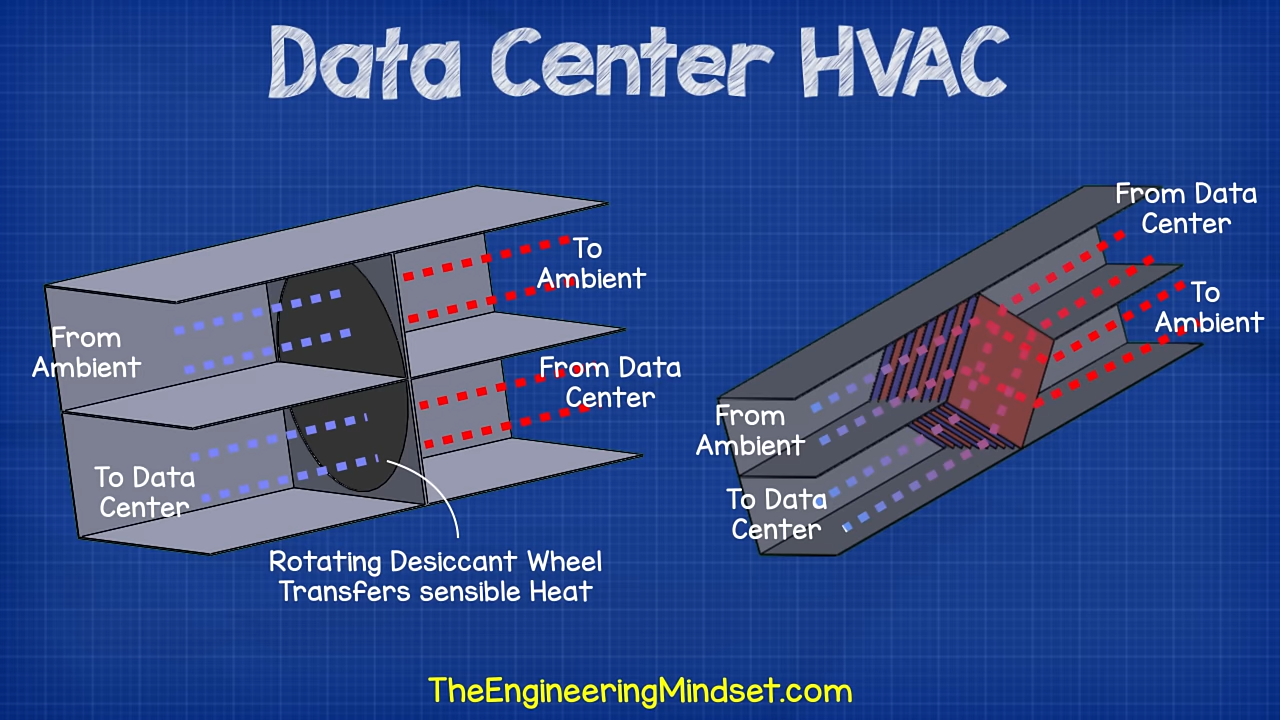 Data Center HVAC
From
Ambient
To Data
Center
To
Ambient
From Data
Center
Rotating Desiccant Wheel
Transfers sensible Heat
From Data
Center
To
Ambient
From
Ambient
To Data
Center
TheEngineeringMindset.com